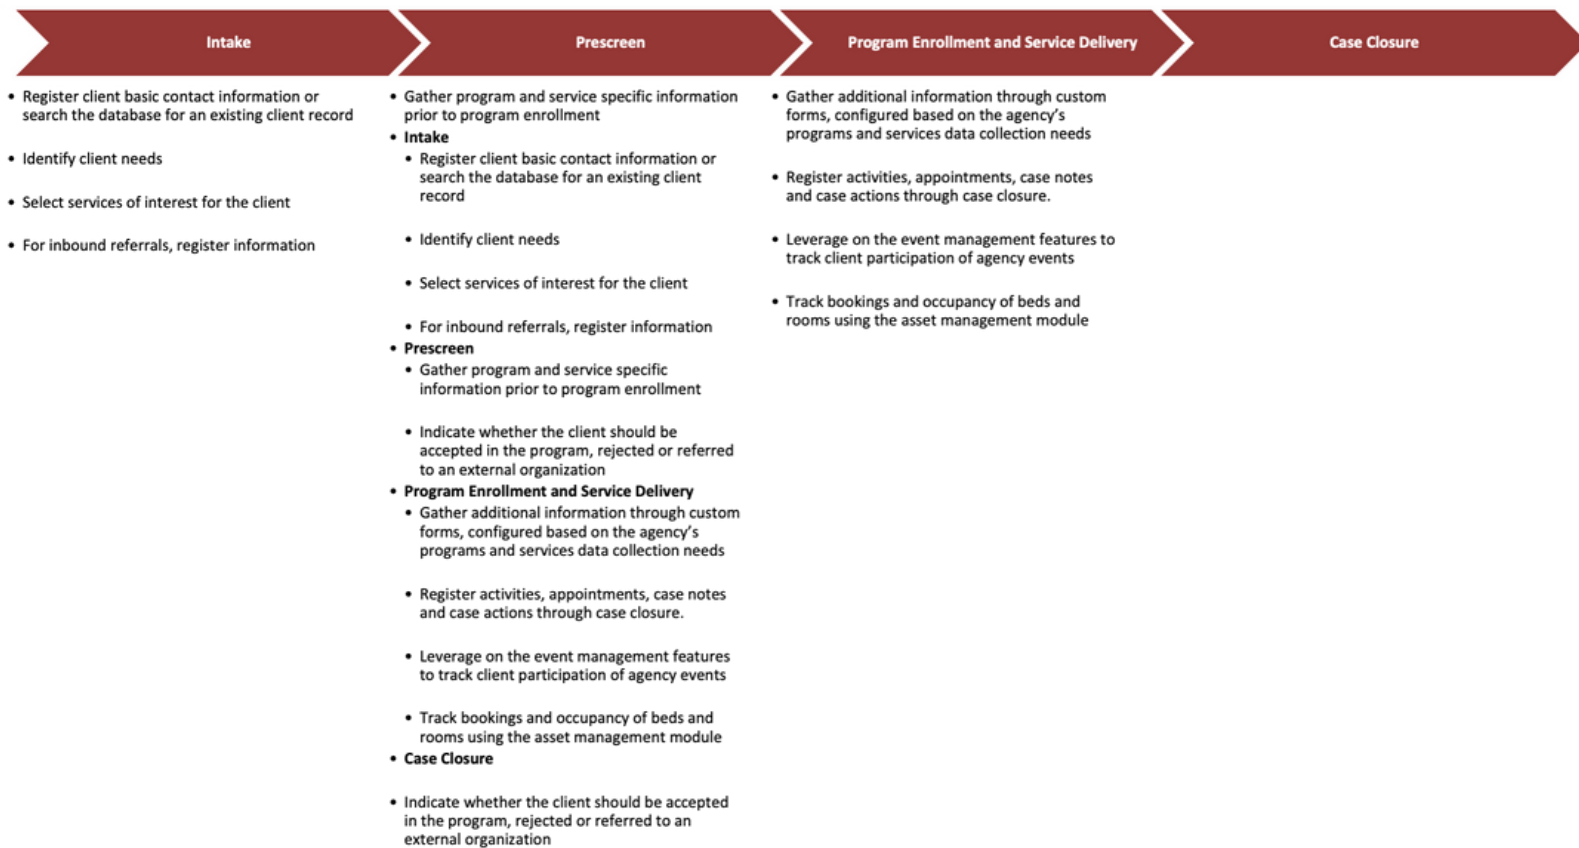 Intake
Prescreen
Program Enrollment and Service Delivery
Case Closure
• Register client basic contact information or
search the database for an existing client record
• Identify client needs
• Select services of interest for the client
• For inbound referrals, register information
• Gather program and service specific information
prior to program enrollment
• Intake
• Register client basic contact information or
search the database for an existing client
record
• Identify client needs
• Select services of interest for the client
• For inbound referrals, register information
• Prescreen
• Gather program and service specific
information prior to program enrollment
• Indicate whether the client should be
accepted in the program, rejected or referred
to an external organization
• Program Enrollment and Service Delivery
• Gather additional information through custom
forms, configured based on the agency’s
programs and services data collection needs
• Register activities, appointments, case notes
and case actions through case closure.
• Leverage on the event management features
to track client participation of agency events
• Track bookings and occupancy of beds and
rooms using the asset management module
• Case Closure
• Indicate whether the client should be accepted
in the program, rejected or referred to an
external organization
• Gather additional information through custom
forms, configured based on the agency’s
programs and services data collection needs
• Register activities, appointments, case notes
and case actions through case closure.
• Leverage on the event management features to
track client participation of agency events
• Track bookings and occupancy of beds and
rooms using the asset management module